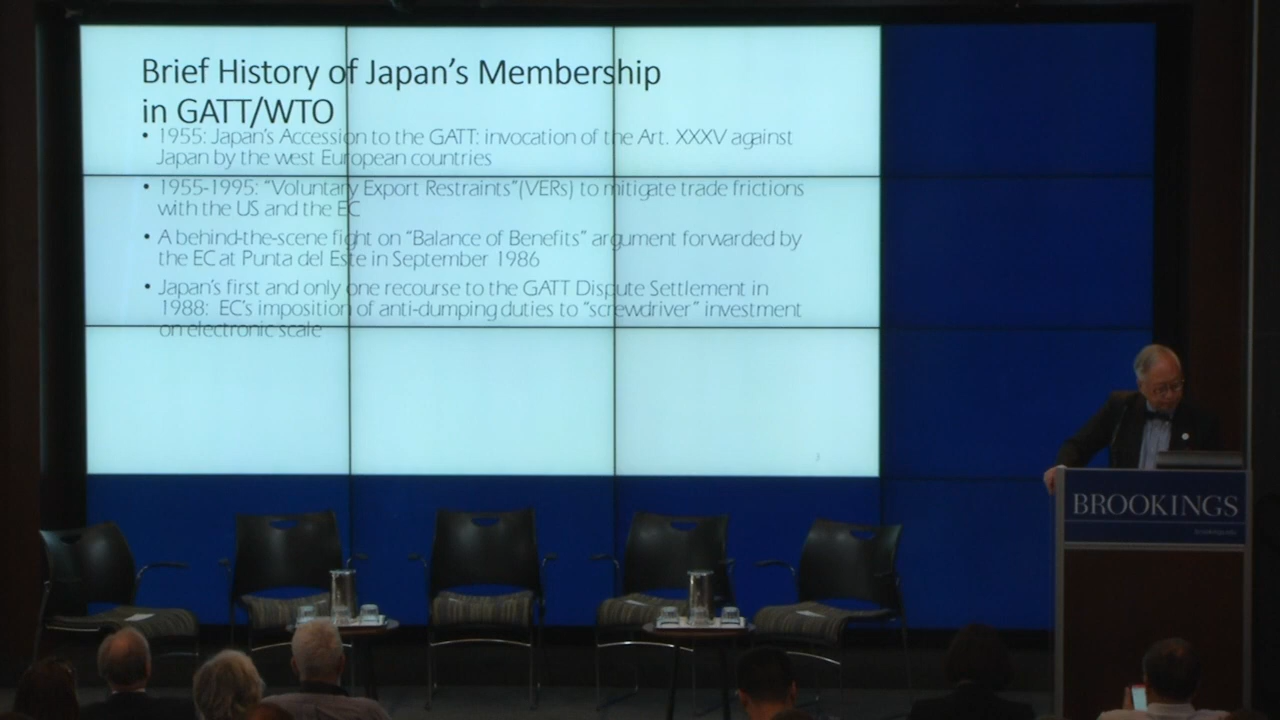 Brief History of Japan's Membership
in GATT/WTO
• 1955: Japan's Accession to the GATT: invocation of the Art. XXXV against
Japan by the west European countries
• 1955-1995: "Voluntary Export Restraints"(VERs) to mitigate trade frictions
with the US and the EC
• A behind-the-scene fight on "Balance of Benefits" argument forwarded by
the EC at Punta del Este in September 1986
• Japan's first and only one recourse to the GATT Dispute Settlement in
1988: EC's imposition of anti-dumping duties to "screwdriver" investment
on electronic scale
BROOKINGS